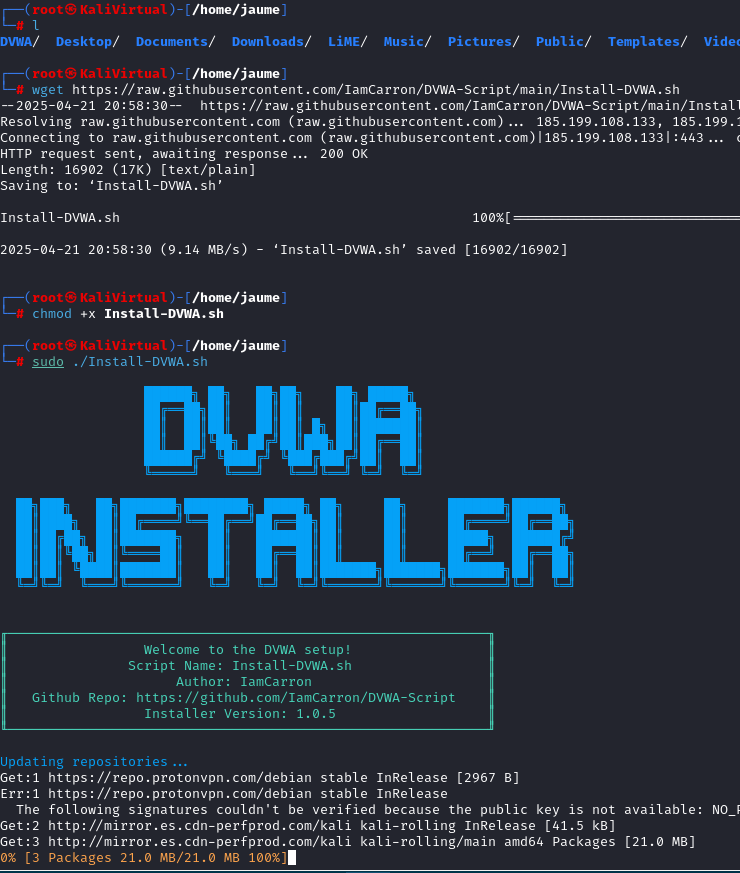 ┌──(root㉿KaliVirtual)-[/home/jaume]
└─# l
DVWA/  Desktop/  Documents/  Downloads/  LiME/  Music/  Pictures/  Public/  Templates/
┌──(root㉿KaliVirtual)-[/home/jaume]
└─# wget https://raw.githubusercontent.com/IamCarron/DVWA-Script/main/Install-DVWA.sh
--2025-04-21 20:58:30--  https://raw.githubusercontent.com/IamCarron/DVWA-Script/main/Install
Resolving raw.githubusercontent.com (raw.githubusercontent.com)... 185.199.108.133, 185.199.1
Connecting to raw.githubusercontent.com (raw.githubusercontent.com)|185.199.108.133|:443...
HTTP request sent, awaiting response... 200 OK
Length: 16902 (17K) [text/plain]
Saving to: ‘Install-DVWA.sh’
Install-DVWA.sh 100%[==============================
2025-04-21 20:58:30 (9.14 MB/s) - ‘Install-DVWA.sh’ saved [16902/16902]
┌──(root㉿KaliVirtual)-[/home/jaume]
└─# chmod +x Install-DVWA.sh
┌──(root㉿KaliVirtual)-[/home/jaume]
└─# sudo ./Install-DVWA.sh
DVWA
INSTALLER
Welcome to the DVWA setup!
Script Name: Install-DVWA.sh
Author: IamCarron
Github Repo: https://github.com/IamCarron/DVWA-Script
Installer Version: 1.0.5
Updating repositories...
Get:1 https://repo.protonvpn.com/debian stable InRelease [2967 B]
Err:1 https://repo.protonvpn.com/debian stable InRelease
The following signatures couldn't be verified because the public key is not available:
Get:2 http://mirror.es.cdn-perfprod.com/kali kali-rolling InRelease [41.5 kB]
Get:3 http://mirror.es.cdn-perfprod.com/kali kali-rolling/main amd64 Packages [21.0 MB]
0% [3 Packages 21.0 MB/21.0 MB 100%]